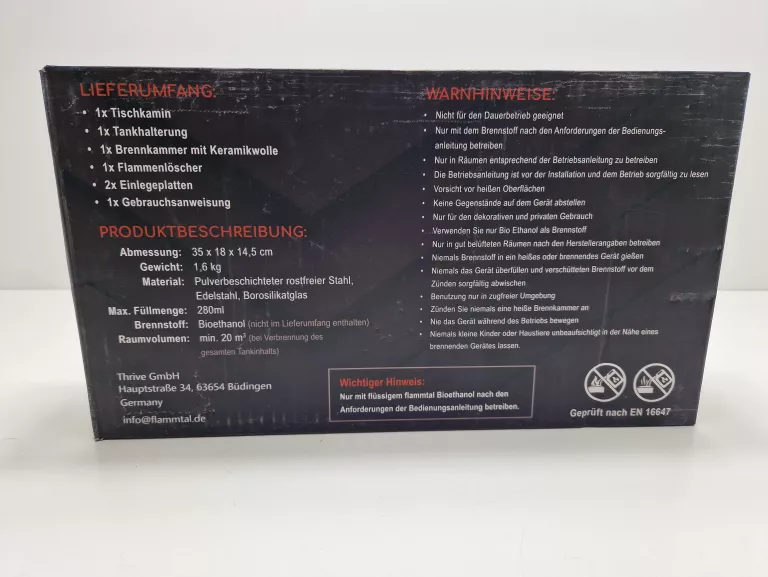 LIEFERUMFANG:
• 1x Tischkamin
• 1x Tankhalterung
• 1x Brennkammer mit Keramikwolle
• 1x Flammenlöscher
• 2x Einlegeplatten
• 1x Gebrauchsanweisung
PRODUKTBESCHREIBUNG:
Abmessung: 35 x 18 x 14,5 cm
Gewicht: 1,6 kg
Material: Pulverbeschichteter rostfreier Stahl,
Edelstahl, Borosilikatglas
Max. Füllmenge: 280ml
Brennstoff: Bioethanol (nicht im Lieferumfang enthalten)
Raumvolumen: min. 20 m³ (bei Verbrennung des
gesamten Tankinhalts)
Thrive GmbH
Hauptstraße 34, 63654 Büdingen
Germany
info@flammtal.de
WARNHINWEISE:
• Nicht für den Dauerbetrieb geeignet
• Nur mit dem Brennstoff nach den Anforderungen der Bedienungs-
anleitung betreiben
• Nur in Räumen entsprechend der Betriebsanleitung zu betreiben
• Die Betriebsanleitung ist vor der Installation und dem Betrieb sorgfältig zu lesen
• Vorsicht vor heißen Oberflächen
• Keine Gegenstände auf dem Gerät abstellen
• Nur für den dekorativen und privaten Gebrauch
• Verwenden Sie nur Bio Ethanol als Brennstoff
• Nur in gut belüfteten Räumen nach den Herstellerangaben betreiben
• Niemals Brennstoff in ein heißes oder brennendes Gerät gießen
• Niemals das Gerät überfüllen und verschütteten Brennstoff vor dem
Zünden sorgfältig abwischen
• Benutzung nur in zugfreier Umgebung
• Zünden Sie niemals eine heiße Brennkammer an
• Nie das Gerät während des Betriebs bewegen
• Niemals kleine Kinder oder Haustiere unbeaufsichtigt in der Nähe eines
brennenden Gerätes lassen.
Wichtiger Hinweis:
Nur mit flüssigem flammtal Bioethanol nach den
Anforderungen der Bedienungsanleitung betreiben.
Geprüft nach EN 16647